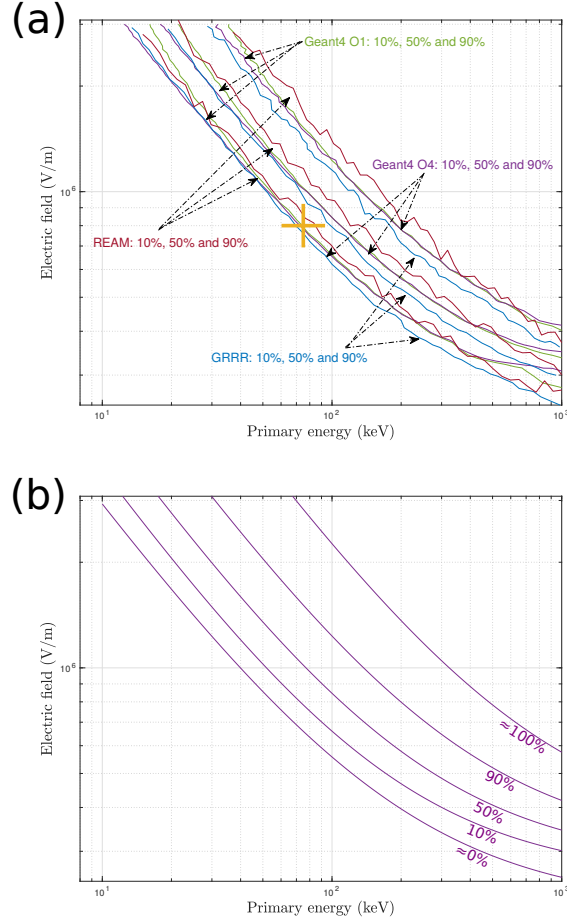 (a)
Geant4 O1: 10%, 50% and 90%
Geant4 O4: 10%, 50% and 90%
REAM: 10%, 50% and 90%
GRRR: 10%, 50% and 90%
Electric field (V/m)
10⁶
10¹
10²
10³
Primary energy (keV)
(b)
Electric field (V/m)
10⁶
≈100%
90%
50%
10%
≈0%
10¹
10²
10³
Primary energy (keV)